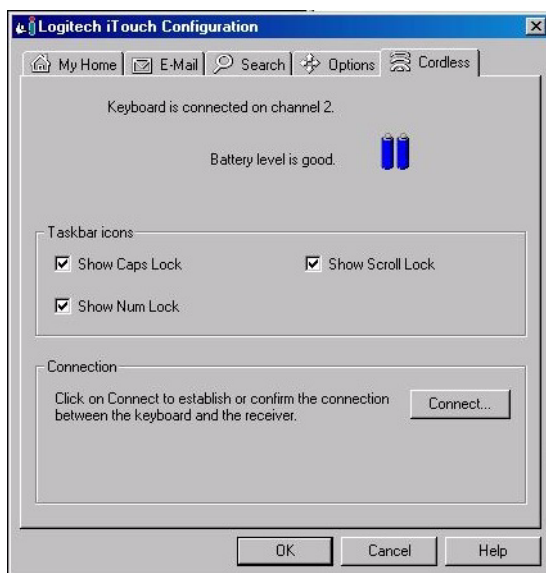 Logitech iTouch Configuration
My Home E-Mail Search Options Cordless
Keyboard is connected on channel 2.
Battery level is good.
Taskbar icons
Show Caps Lock Show Scroll Lock
Show Num Lock
Connection
Click on Connect to establish or confirm the connection
between the keyboard and the receiver.
Connect...
OK Cancel Help